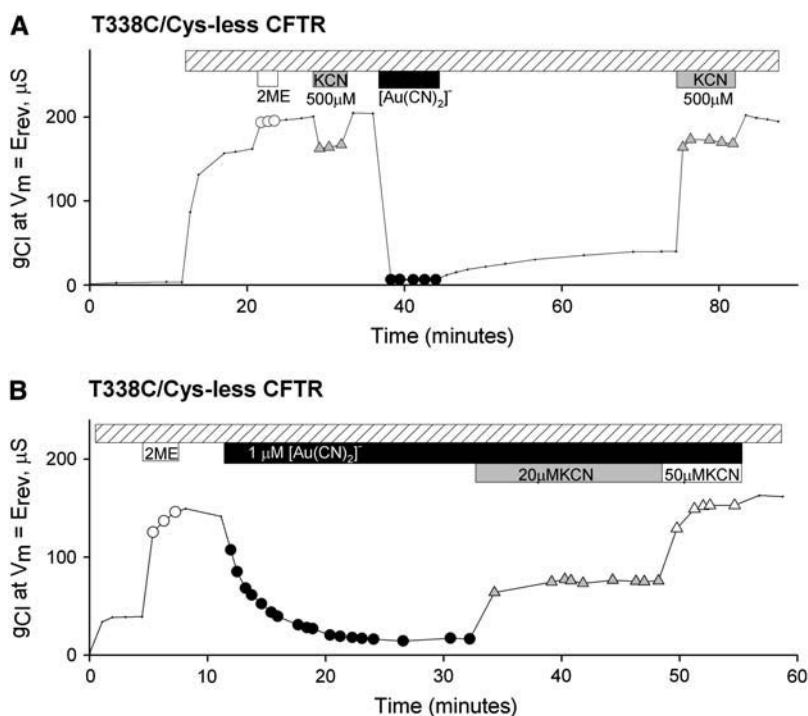 A
T338C/Cys-less CFTR
gCl at Vm = Erev, µS
200
100
0
2ME
KCN
500µM
[Au(CN)2]-
KCN
500µM
0 20 40 60 80
Time (minutes)
B
T338C/Cys-less CFTR
gCl at Vm = Erev, µS
200
100
0
2ME
1 µM [Au(CN)2]-
20µMKCN
50µMKCN
0 10 20 30 40 50 60
Time (minutes)